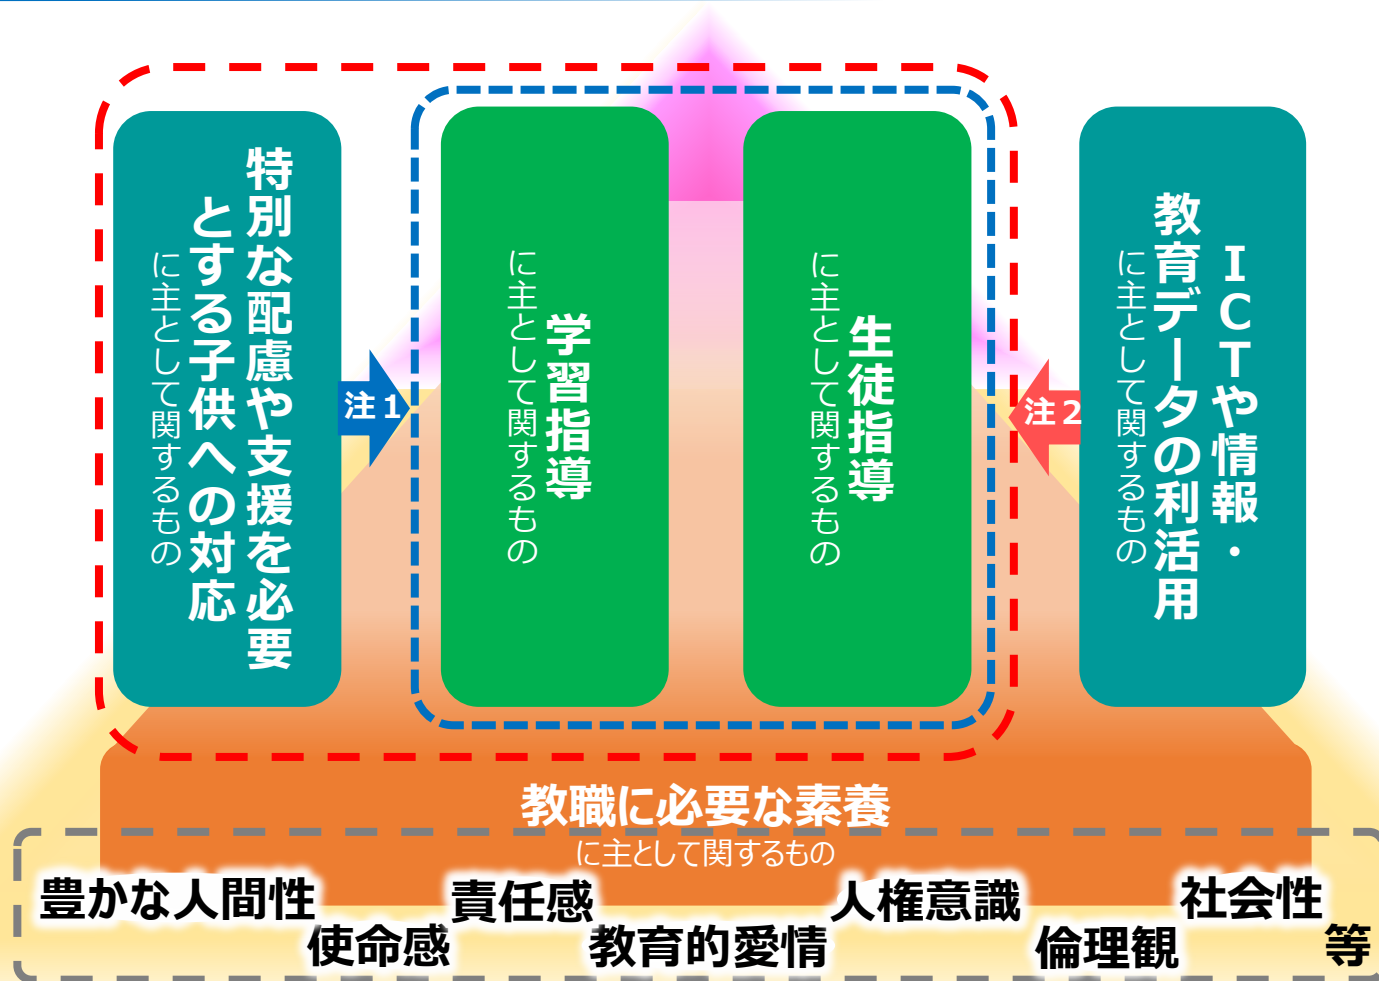 特別な配慮や支援を必要
とする子供への対応
に主として関するもの
注１
学習指導
に主として関するもの
生徒指導
に主として関するもの
注２
ＩＣＴや情報・
教育データの利活用
に主として関するもの
教職に必要な素養
に主として関するもの
豊かな人間性
使命感
責任感
教育的愛情
人権意識
倫理観
社会性
等